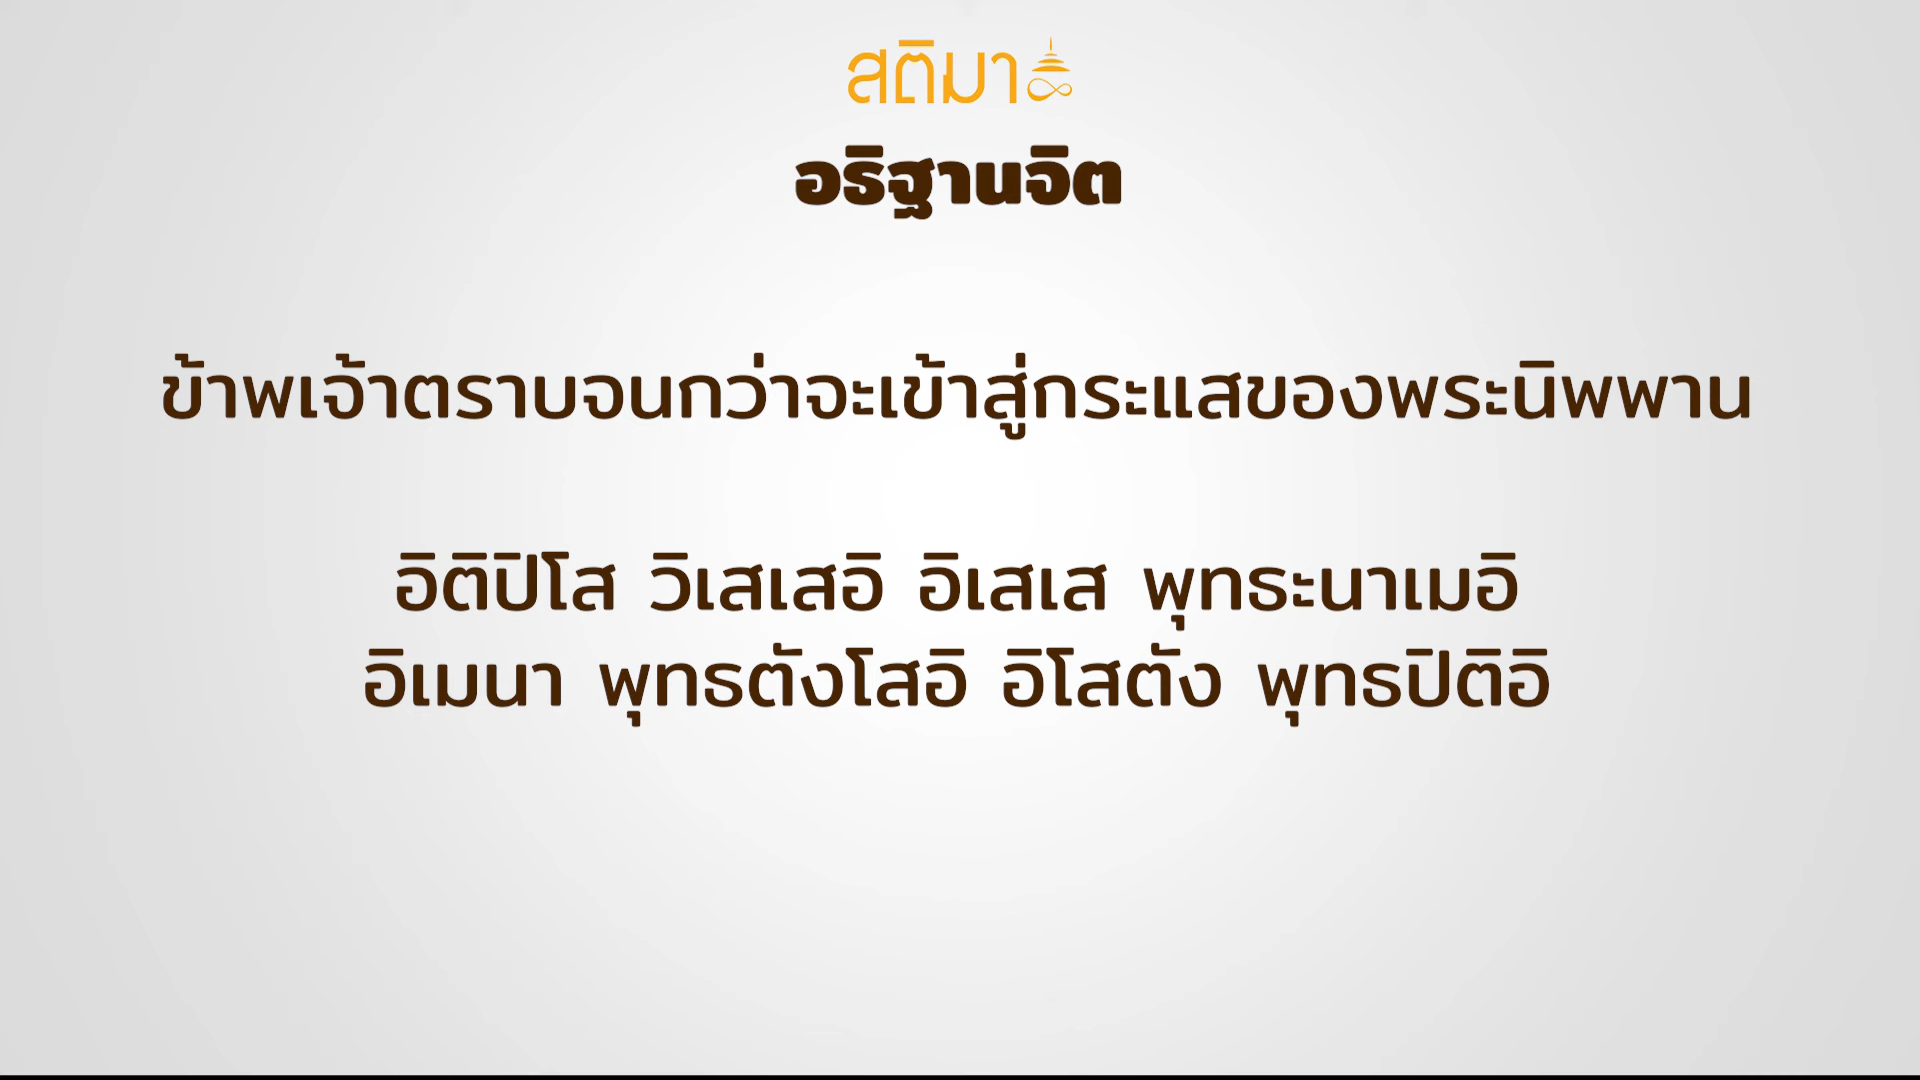 สติมา
อธิฐานจิต
ข้าพเจ้าตราบจนกว่าจะเข้าสู่กระแสของพระนิพพาน
อิติปิโส วิเสเสอิ อิเสเส พุทธะนาเมอิ
อิเมนา พุทธตังโสอิ อิโสตัง พุทธปิติอิ